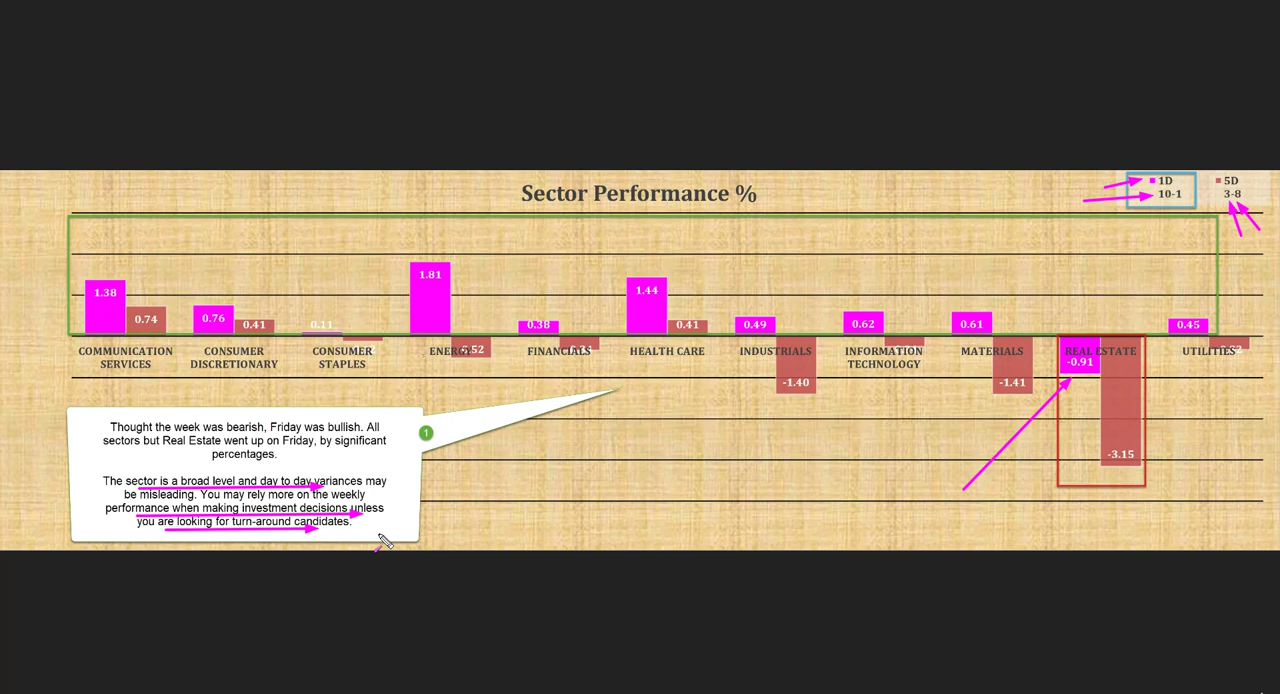 Sector Performance %
1D
10-1
5D
3-8
1.38
0.74
0.76
0.41
0.11
1.81
0.38
1.44
0.41
0.49
-1.40
0.62
0.61
-1.41
-0.91
-3.15
0.45
COMMUNICATION
SERVICES
CONSUMER
DISCRETIONARY
CONSUMER
STAPLES
ENERGY
FINANCIALS
HEALTH CARE
INDUSTRIALS
INFORMATION
TECHNOLOGY
MATERIALS
REAL ESTATE
UTILITIES
Thought the week was bearish, Friday was bullish. All
sectors but Real Estate went up on Friday, by significant
percentages.
The sector is a broad level and day to day variances may
be misleading. You may rely more on the weekly
performance when making investment decisions unless
you are looking for turn-around candidates.
1